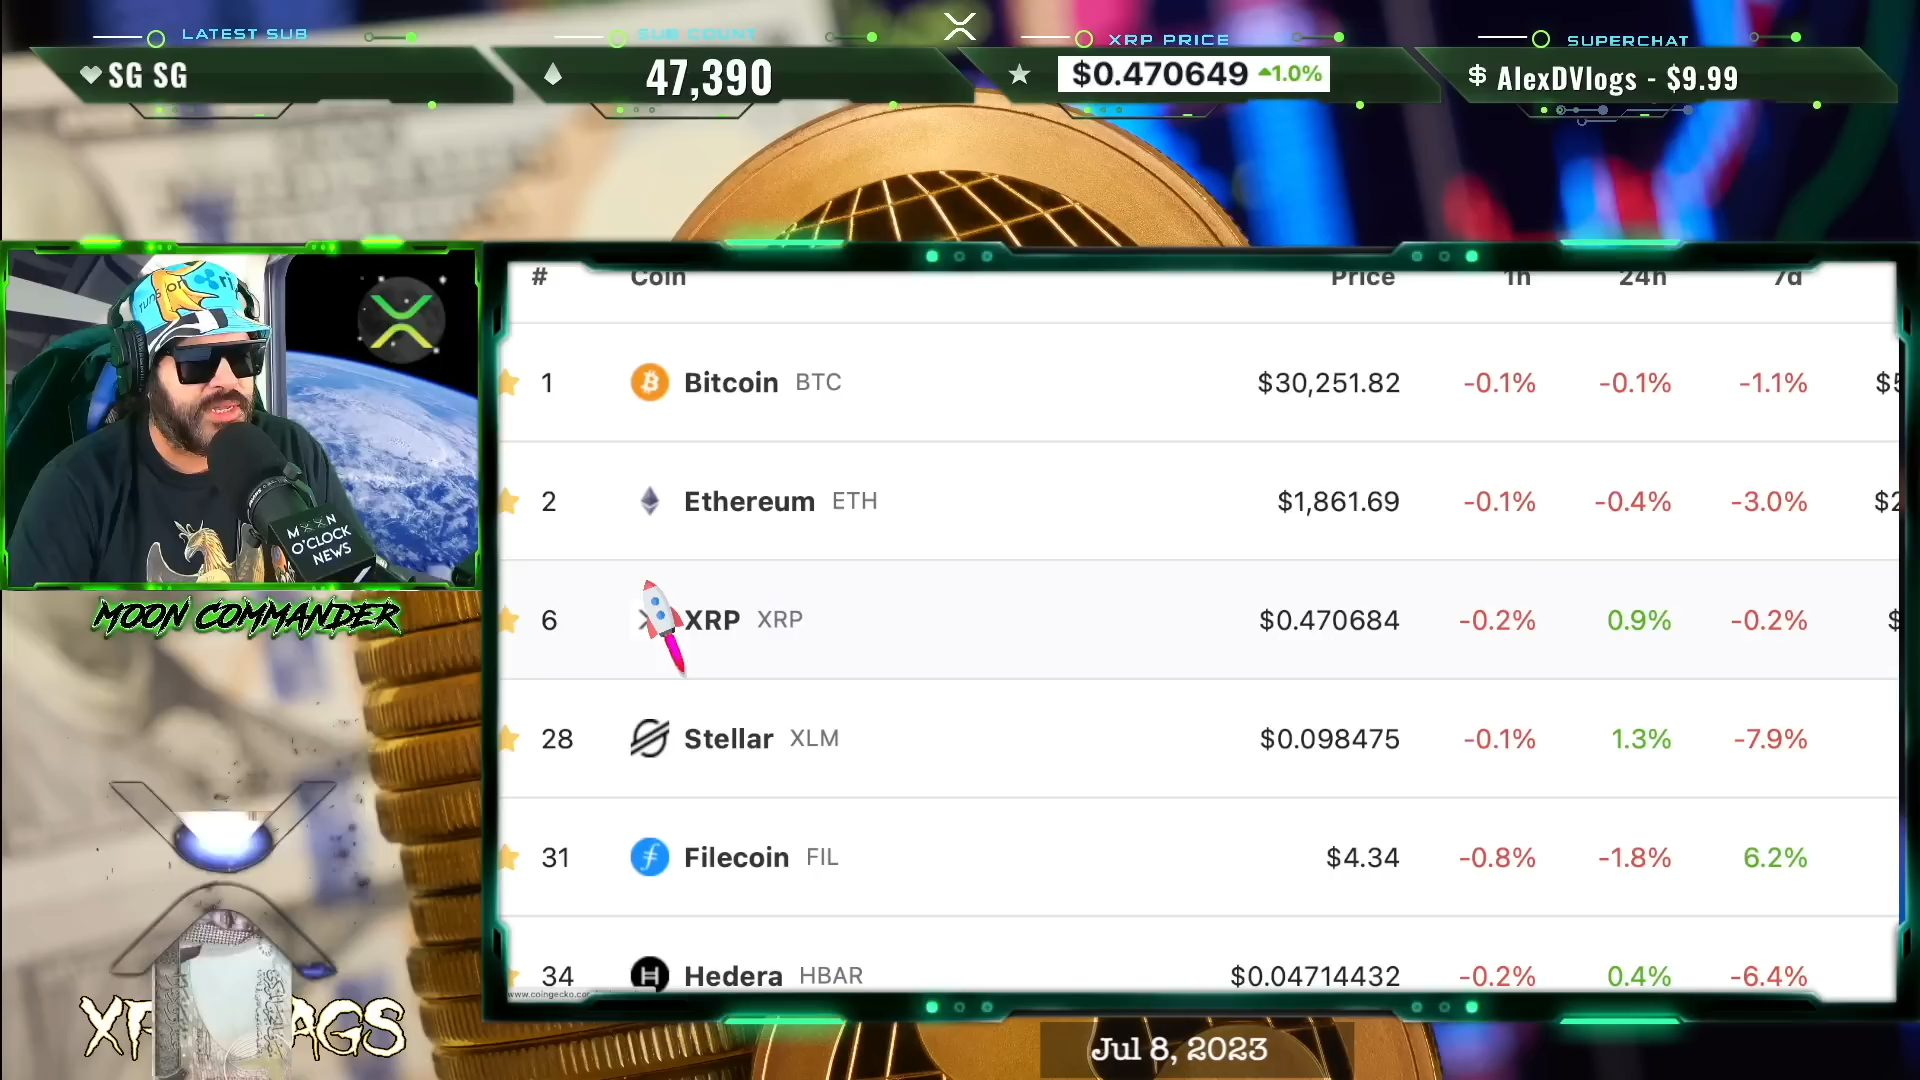 LATEST SUB
SG SG
SUB COUNT
47,390
XRP PRICE
$0.470649 1.0%
SUPERCHAT
$ AlexDVlogs - $9.99
# Coin Price 1h 24h 7d
1 Bitcoin BTC $30,251.82 -0.1% -0.1% -1.1%
2 Ethereum ETH $1,861.69 -0.1% -0.4% -3.0%
6 XRP XRP $0.470684 -0.2% 0.9% -0.2%
28 Stellar XLM $0.098475 -0.1% 1.3% -7.9%
31 Filecoin FIL $4.34 -0.8% -1.8% 6.2%
34 Hedera HBAR $0.04714432 -0.2% 0.4% -6.4%
runs on
MOON
O'CLOCK
NEWS
MOON COMMANDER
Jul 8, 2023